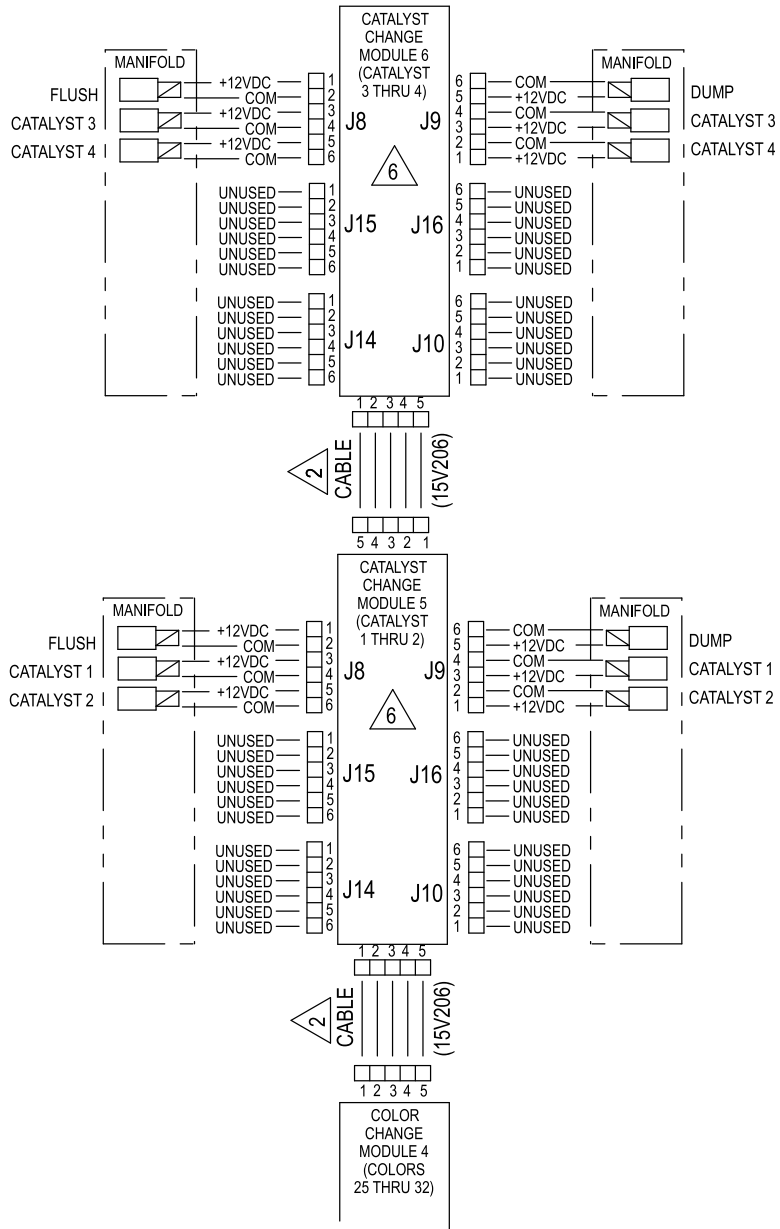 CATALYST
CHANGE
MODULE 6
(CATALYST
3 THRU 4)
MANIFOLD
FLUSH
CATALYST 3
CATALYST 4
+12VDC 1
COM 2
+12VDC 3
COM 4
+12VDC 5
COM 6
J8 J9
6
6 COM
5 +12VDC
4 COM
3 +12VDC
2 COM
1 +12VDC
MANIFOLD
DUMP
CATALYST 3
CATALYST 4
UNUSED 1
UNUSED 2
UNUSED 3
UNUSED 4
UNUSED 5
UNUSED 6
J15 J16
6 UNUSED
5 UNUSED
4 UNUSED
3 UNUSED
2 UNUSED
1 UNUSED
UNUSED 1
UNUSED 2
UNUSED 3
UNUSED 4
UNUSED 5
UNUSED 6
J14 J10
6 UNUSED
5 UNUSED
4 UNUSED
3 UNUSED
2 UNUSED
1 UNUSED
1 2 3 4 5
2
CABLE
(15V206)
5 4 3 2 1
CATALYST
CHANGE
MODULE 5
(CATALYST
1 THRU 2)
MANIFOLD
FLUSH
CATALYST 1
CATALYST 2
+12VDC 1
COM 2
+12VDC 3
COM 4
+12VDC 5
COM 6
J8 J9
6
6 COM
5 +12VDC
4 COM
3 +12VDC
2 COM
1 +12VDC
MANIFOLD
DUMP
CATALYST 1
CATALYST 2
UNUSED 1
UNUSED 2
UNUSED 3
UNUSED 4
UNUSED 5
UNUSED 6
J15 J16
6 UNUSED
5 UNUSED
4 UNUSED
3 UNUSED
2 UNUSED
1 UNUSED
UNUSED 1
UNUSED 2
UNUSED 3
UNUSED 4
UNUSED 5
UNUSED 6
J14 J10
6 UNUSED
5 UNUSED
4 UNUSED
3 UNUSED
2 UNUSED
1 UNUSED
1 2 3 4 5
2
CABLE
(15V206)
1 2 3 4 5
COLOR
CHANGE
MODULE 4
(COLORS
25 THRU 32)